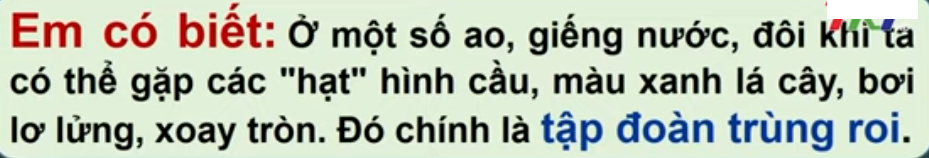 Em có biết: Ở một số ao, giếng nước, đôi khi ta
có thể gặp các "hạt" hình cầu, màu xanh lá cây, bơi
lơ lửng, xoay tròn. Đó chính là tập đoàn trùng roi.